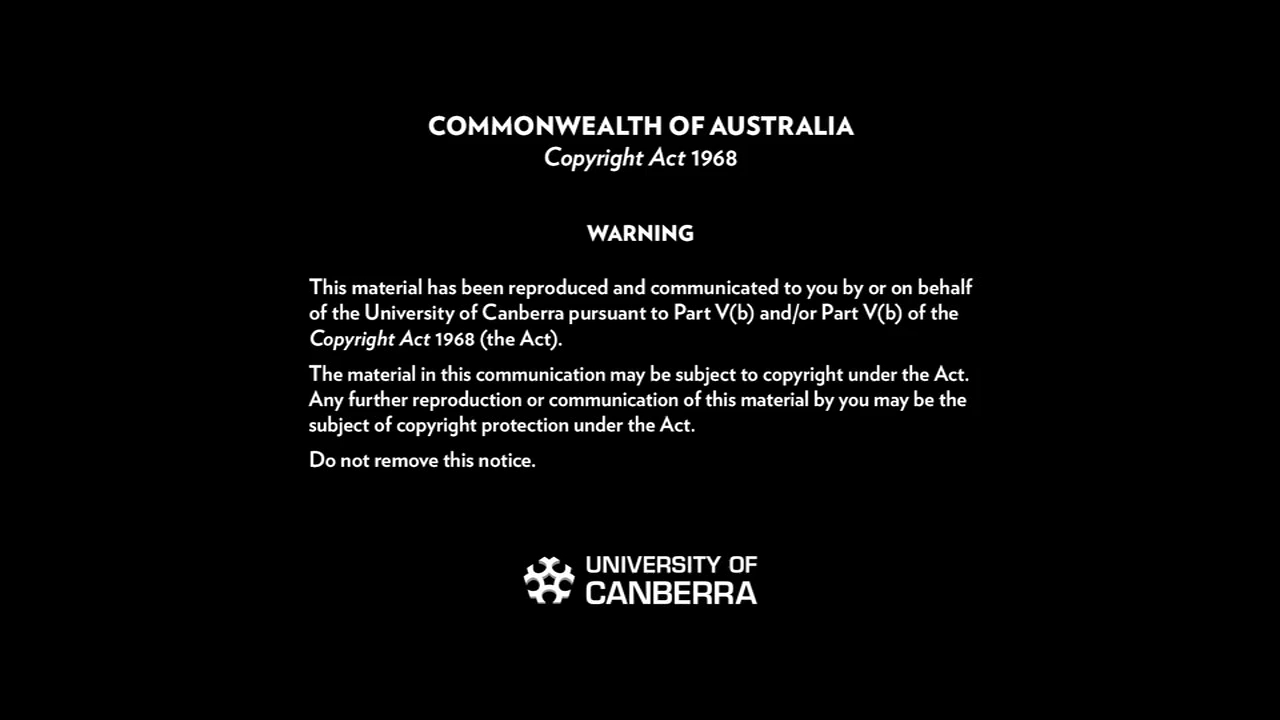 COMMONWEALTH OF AUSTRALIA
Copyright Act 1968
WARNING
This material has been reproduced and communicated to you by or on behalf
of the University of Canberra pursuant to Part V(b) and/or Part V(b) of the
Copyright Act 1968 (the Act).
The material in this communication may be subject to copyright under the Act.
Any further reproduction or communication of this material by you may be the
subject of copyright protection under the Act.
Do not remove this notice.
UNIVERSITY OF
CANBERRA